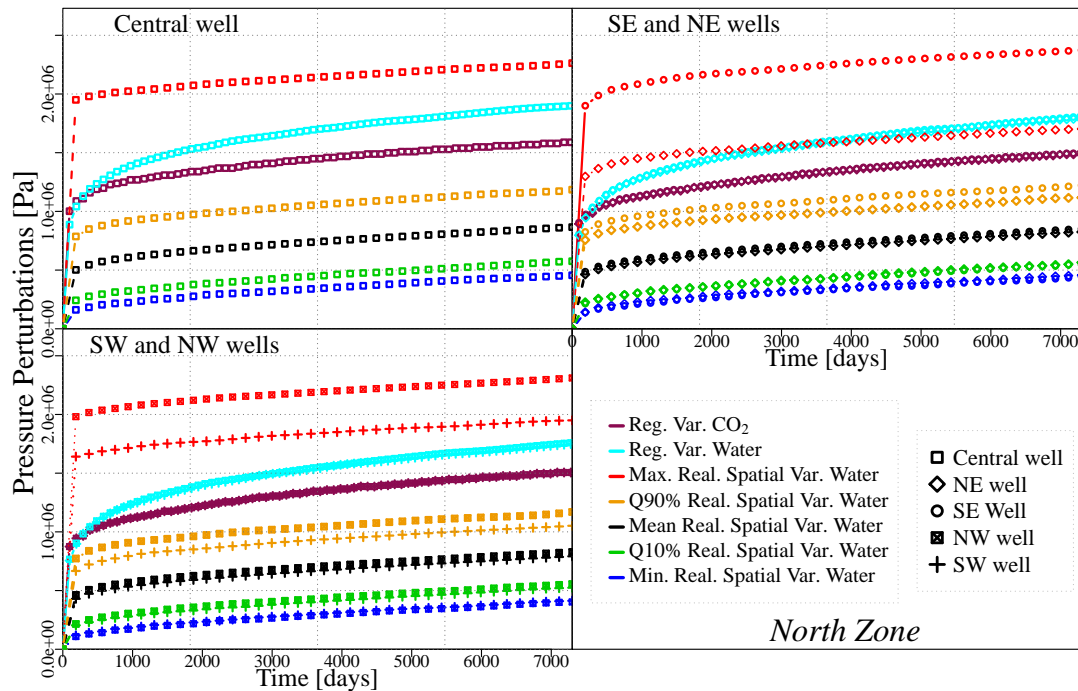 Central well
SE and NE wells
Pressure Perturbations [Pa]
0.0e+00
1.0e+06
2.0e+06
0 1000 2000 3000 4000 5000 6000 7000
Time [days]
SW and NW wells
0.0e+00
1.0e+06
2.0e+06
0 1000 2000 3000 4000 5000 6000 7000
Time [days]
Reg. Var. CO₂
Reg. Var. Water
Max. Real. Spatial Var. Water
Q90% Real. Spatial Var. Water
Mean Real. Spatial Var. Water
Q10% Real. Spatial Var. Water
Min. Real. Spatial Var. Water
Central well
NE well
SE Well
NW well
SW well
North Zone